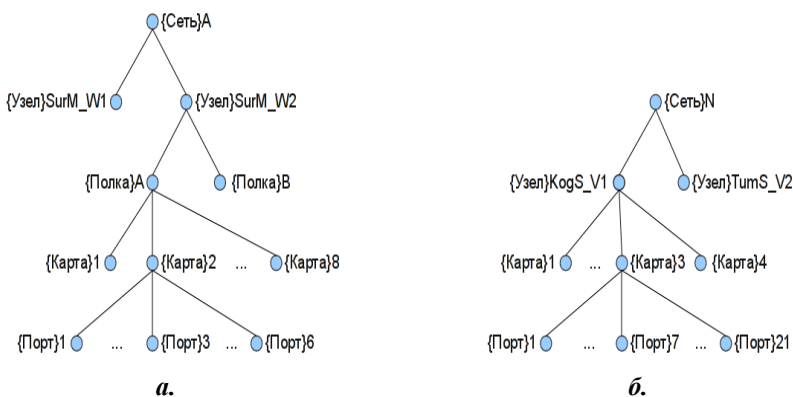 {Сеть}A
{Узел}SurM_W1 {Узел}SurM_W2
{Сеть}N
{Полка}A {Полка}B
{Узел}KogS_V1 {Узел}TumS_V2
{Карта}1 {Карта}2 ... {Карта}8
{Карта}1 ... {Карта}3 {Карта}4
{Порт}1 ... {Порт}3 ... {Порт}6
{Порт}1 ... {Порт}7 ... {Порт}21
а. б.